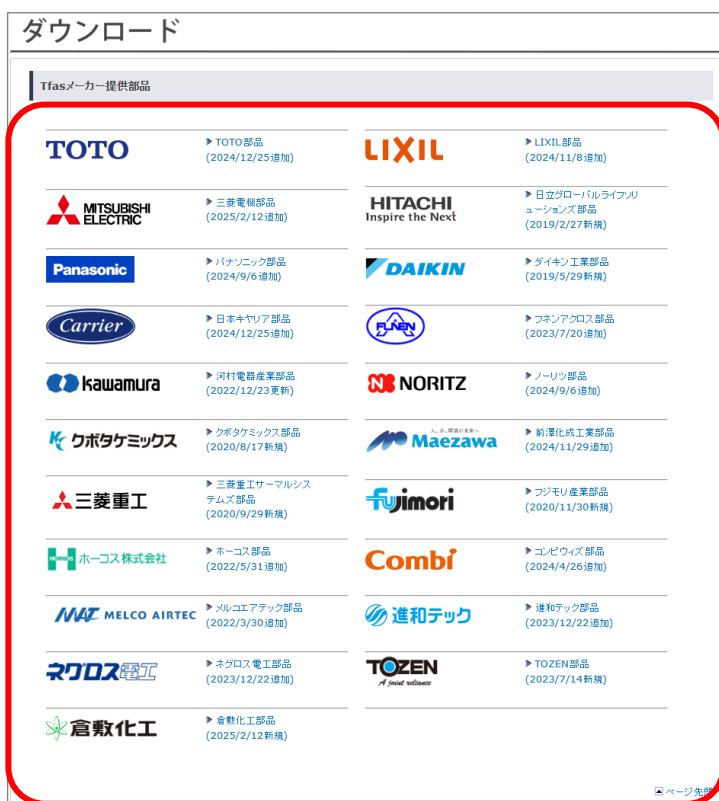 ダウンロード
Tfasメーカー提供部品
TOTO
TOTO部品
(2024/12/25追加)
LIXIL
LIXIL部品
(2024/11/8追加)
MITSUBISHI
ELECTRIC
三菱電機部品
(2025/2/12追加)
HITACHI
Inspire the Next
日立グローバルライフソリ
ューションズ部品
(2019/2/27新規)
Panasonic
パナソニック部品
(2024/9/6追加)
DAIKIN
ダイキン工業部品
(2019/5/29新規)
Carrier
日本キヤリア部品
(2024/12/25追加)
FUNEN
フネンアクロス部品
(2023/7/20追加)
kawamura
河村電器産業部品
(2022/12/23更新)
NORITZ
ノーリツ部品
(2024/9/6追加)
クボタケミックス
クボタケミックス部品
(2020/8/17新規)
人、水、環境の未来へ
Maezawa
前澤化成工業部品
(2024/11/29追加)
三菱重工
三菱重工サーマルシス
テムズ部品
(2020/9/29新規)
fujimori
フジモリ産業部品
(2020/11/30新規)
HORKOS
ホーコス株式会社
ホーコス部品
(2022/5/31追加)
Combi
コンビウィズ部品
(2024/4/26追加)
MAT MELCO AIRTEC
メルコエアテック部品
(2022/3/30追加)
進和テック
進和テック部品
(2023/12/22追加)
ネグロス電工
ネグロス電工部品
(2023/12/22追加)
TOZEN
A joint reliance
TOZEN部品
(2023/7/14新規)
倉敷化工
倉敷化工部品
(2025/2/12新規)
ページ先頭